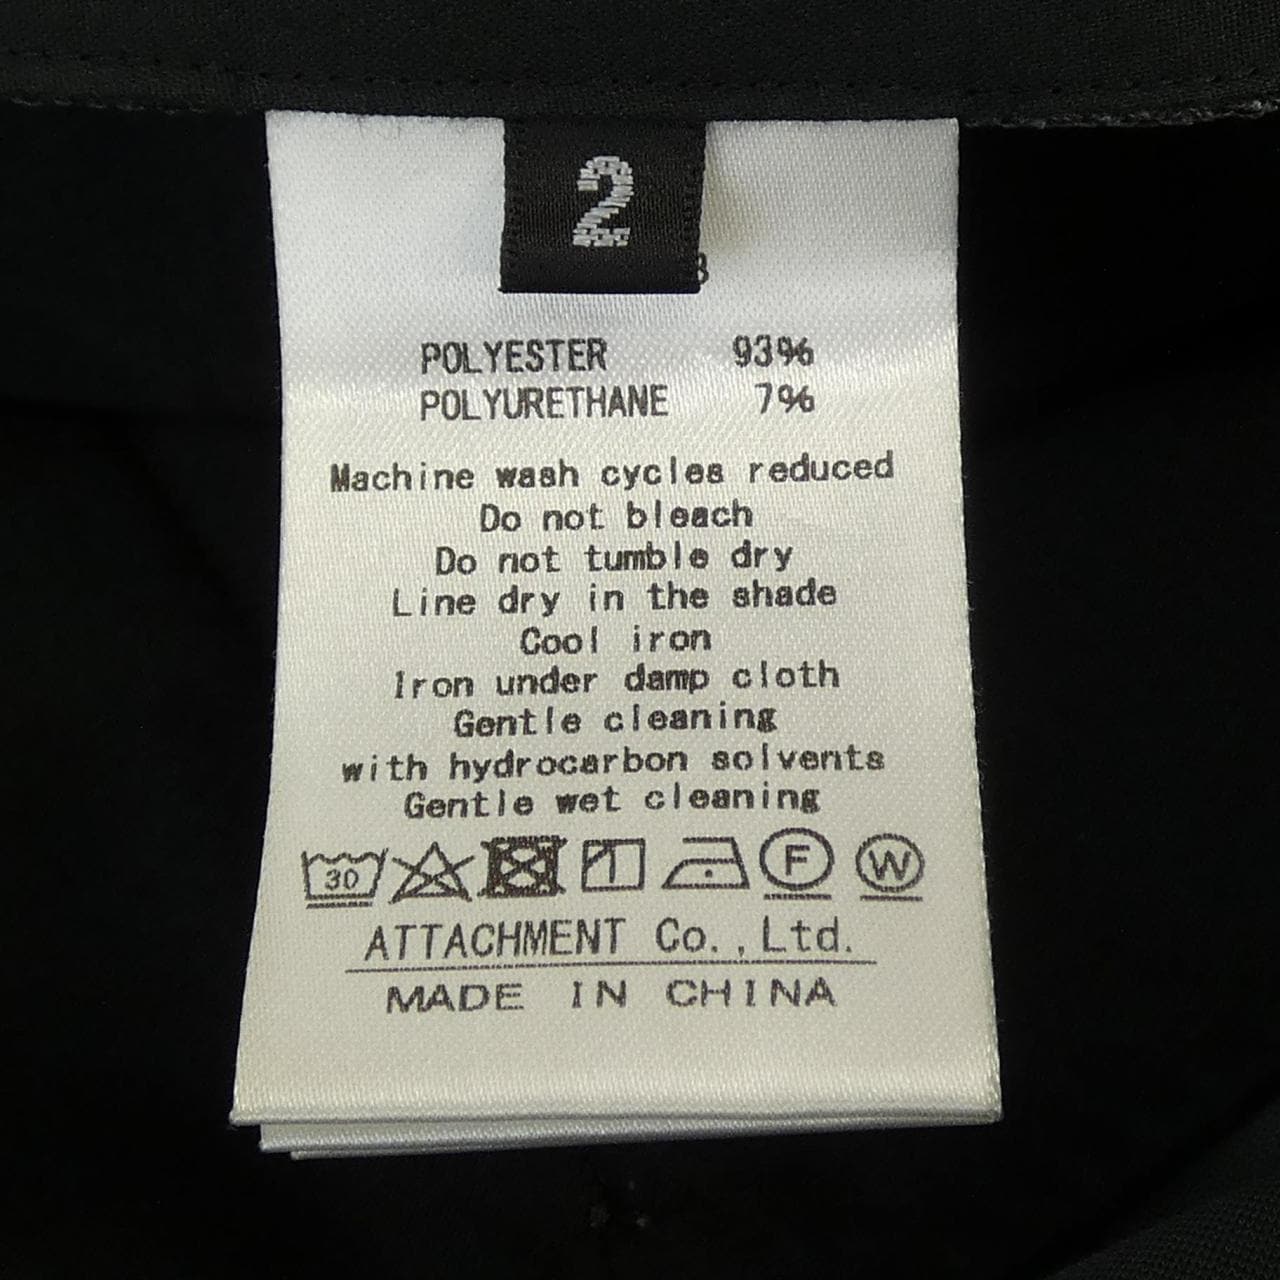 2
POLYESTER 93%
POLYURETHANE 7%
Machine wash cycles reduced
Do not bleach
Do not tumble dry
Line dry in the shade
Cool iron
Iron under damp cloth
Gentle cleaning
with hydrocarbon solvents
Gentle wet cleaning
30 F W
ATTACHMENT Co.,Ltd.
MADE IN CHINA